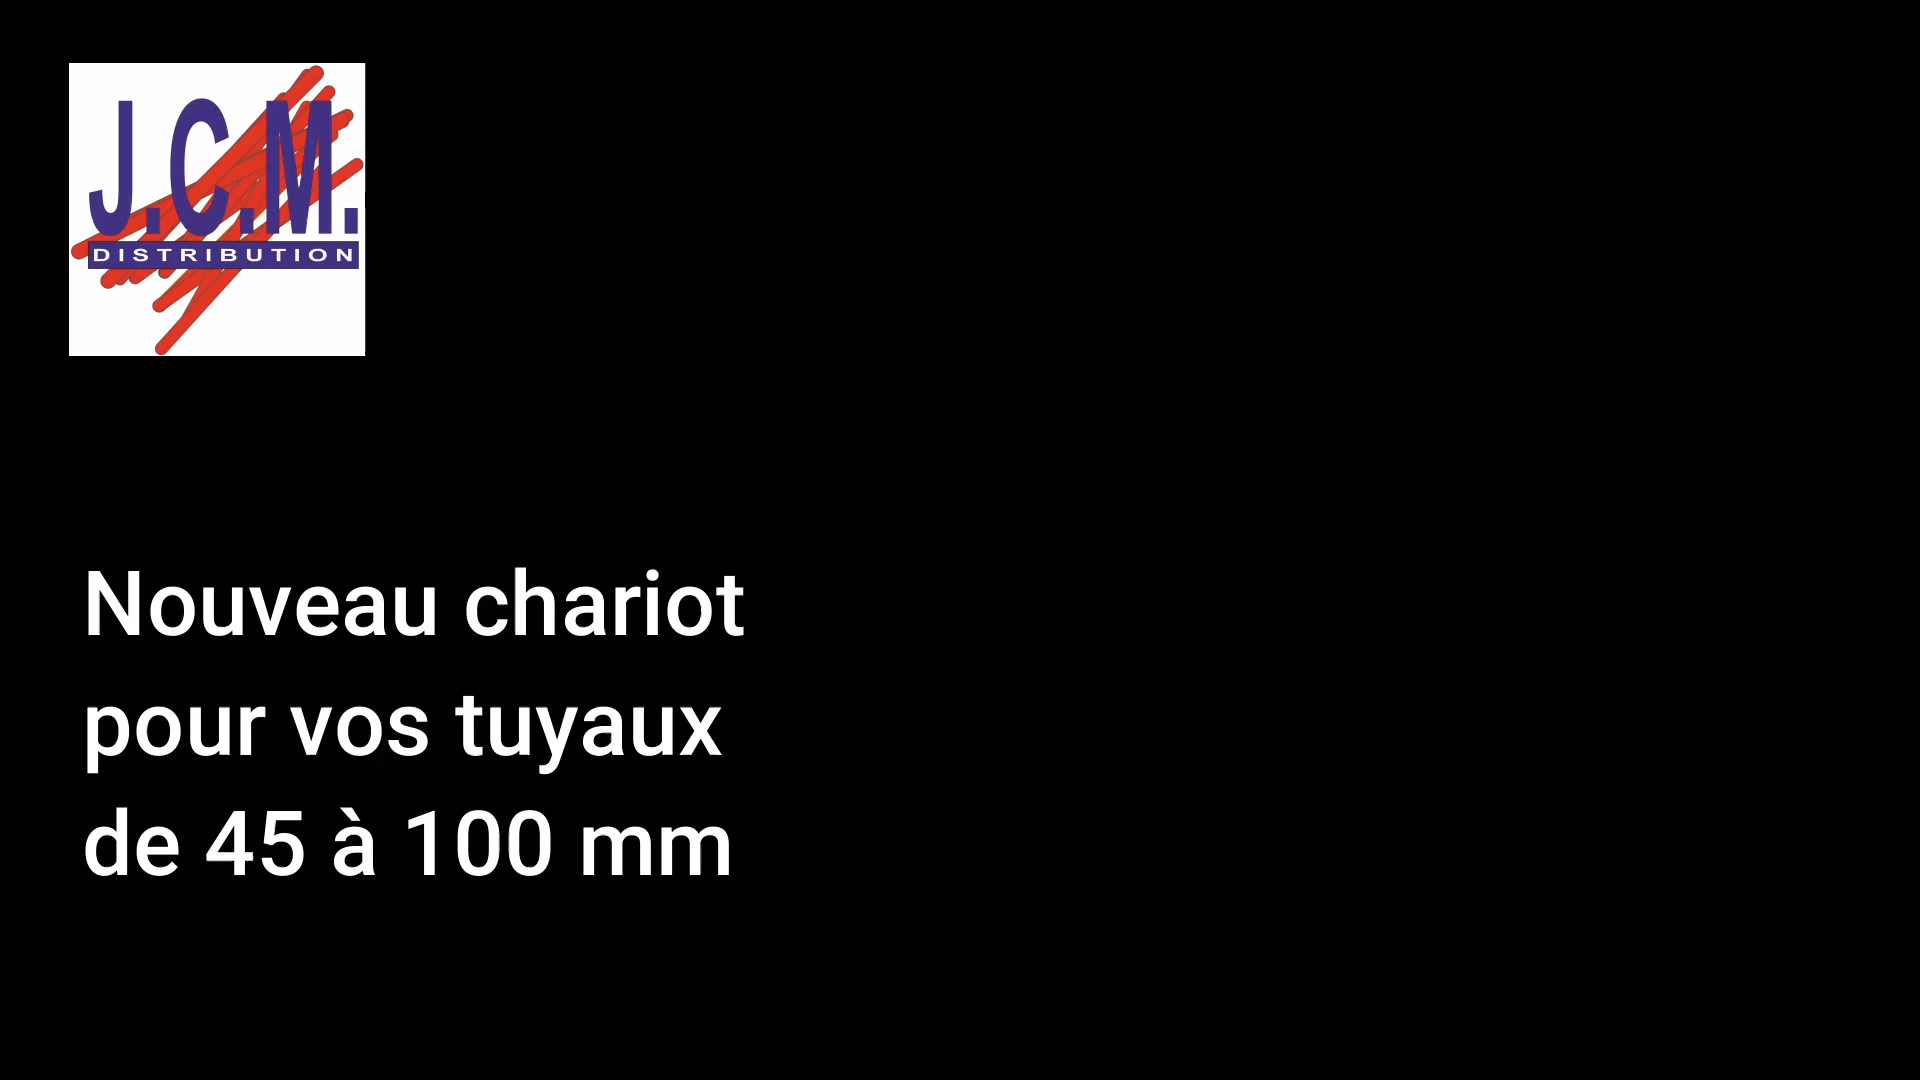 J.C.M.
DISTRIBUTION
Nouveau chariot
pour vos tuyaux
de 45 à 100 mm